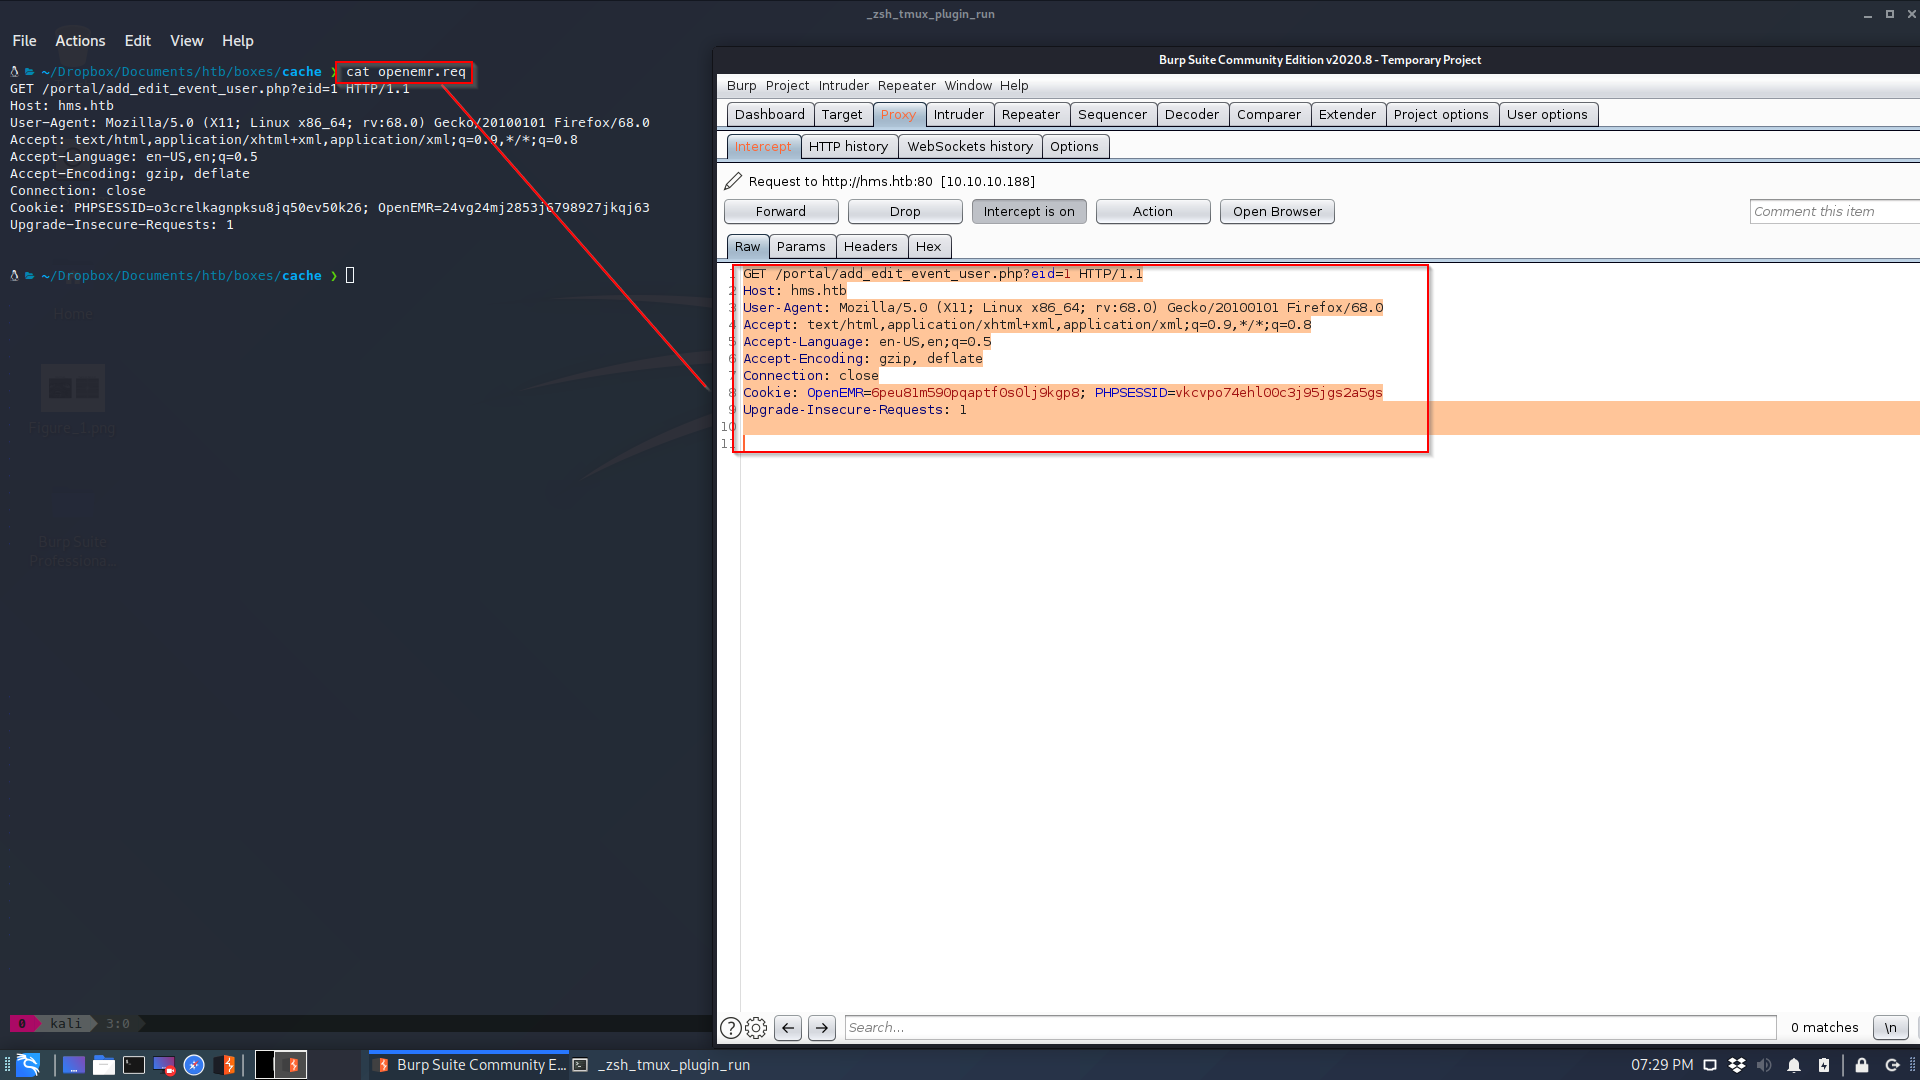 _zsh_tmux_plugin_run
File Actions Edit View Help
~/Dropbox/Documents/htb/boxes/cache ❯ cat openemr.req
GET /portal/add_edit_event_user.php?eid=1 HTTP/1.1
Host: hms.htb
User-Agent: Mozilla/5.0 (X11; Linux x86_64; rv:68.0) Gecko/20100101 Firefox/68.0
Accept: text/html,application/xhtml+xml,application/xml;q=0.9,*/*;q=0.8
Accept-Language: en-US,en;q=0.5
Accept-Encoding: gzip, deflate
Connection: close
Cookie: PHPSESSID=o3crelkagnpksu8jq50ev50k26; OpenEMR=24vg24mj2853j6798927jkqj63
Upgrade-Insecure-Requests: 1
~/Dropbox/Documents/htb/boxes/cache ❯
Home
Figure_1.png
Burp Suite
Professiona...
0 kali 3:0
Burp Suite Community Edition v2020.8 - Temporary Project
Burp Project Intruder Repeater Window Help
Dashboard Target Proxy Intruder Repeater Sequencer Decoder Comparer Extender Project options User options
Intercept HTTP history WebSockets history Options
Request to http://hms.htb:80 [10.10.10.188]
Forward Drop Intercept is on Action Open Browser Comment this item
Raw Params Headers Hex
1 GET /portal/add_edit_event_user.php?eid=1 HTTP/1.1
2 Host: hms.htb
3 User-Agent: Mozilla/5.0 (X11; Linux x86_64; rv:68.0) Gecko/20100101 Firefox/68.0
4 Accept: text/html,application/xhtml+xml,application/xml;q=0.9,*/*;q=0.8
5 Accept-Language: en-US,en;q=0.5
6 Accept-Encoding: gzip, deflate
7 Connection: close
8 Cookie: OpenEMR=6peu81m590pqaptf0s0lj9kgp8; PHPSESSID=vkcvpo74ehl00c3j95jgs2a5gs
9 Upgrade-Insecure-Requests: 1
10
11
? Search... 0 matches \n
Burp Suite Community E... _zsh_tmux_plugin_run 07:29 PM